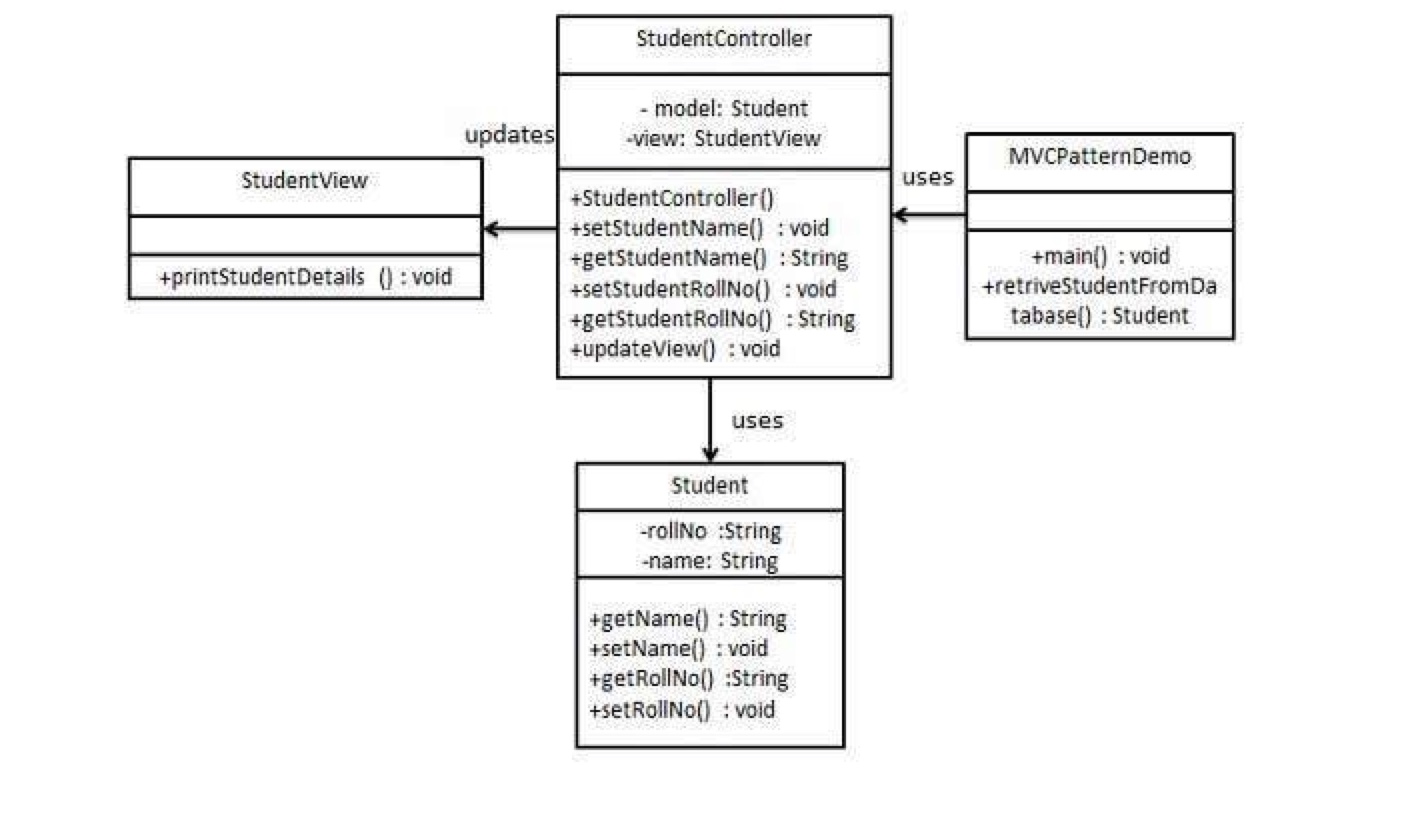 StudentController
- model: Student
-view: StudentView
+StudentController()
+setStudentName() : void
+getStudentName() : String
+setStudentRollNo() : void
+getStudentRollNo() : String
+updateView() : void
updates
StudentView
+printStudentDetails () : void
uses
MVCPatternDemo
+main() : void
+retriveStudentFromDa
tabase() : Student
uses
Student
-rollNo :String
-name: String
+getName() : String
+setName() : void
+getRollNo() :String
+setRollNo() : void